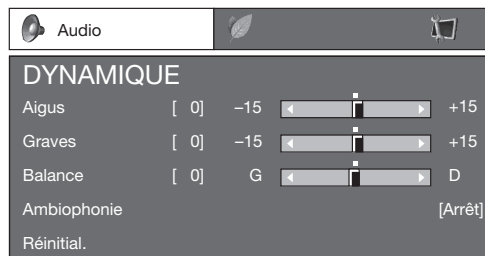 Audio
DYNAMIQUE
Aigus [ 0] –15 +15
Graves [ 0] –15 +15
Balance [ 0] G D
Ambiophonie [Arrêt]
Réinitial.